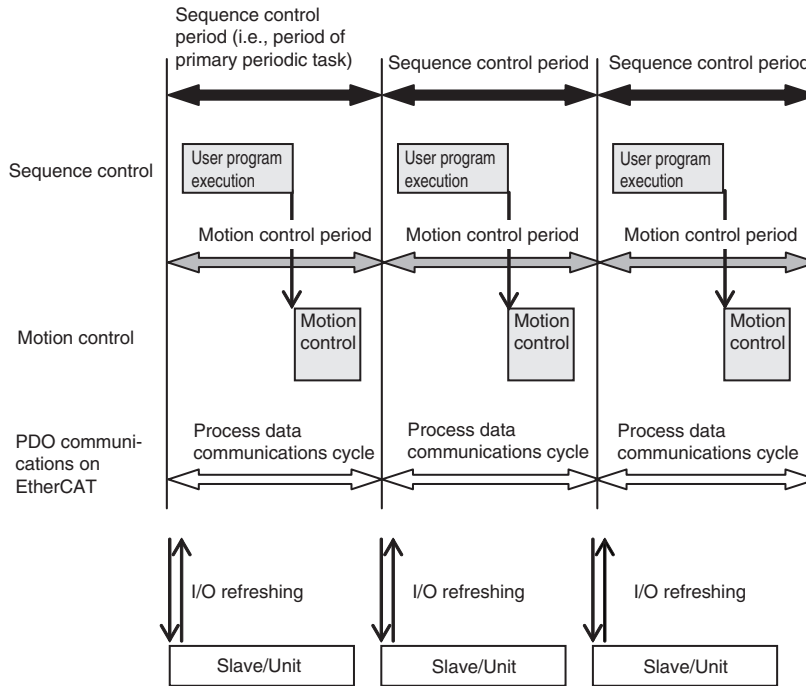 Sequence control
period (i.e., period of
primary periodic task)
Sequence control period
Sequence control period
Sequence control
User program
execution
User program
execution
User program
execution
Motion control period
Motion control period
Motion control period
Motion control
Motion
control
Motion
control
Motion
control
PDO communi-
cations on
EtherCAT
Process data
communications cycle
Process data
communications cycle
Process data
communications cycle
I/O refreshing
I/O refreshing
I/O refreshing
Slave/Unit
Slave/Unit
Slave/Unit